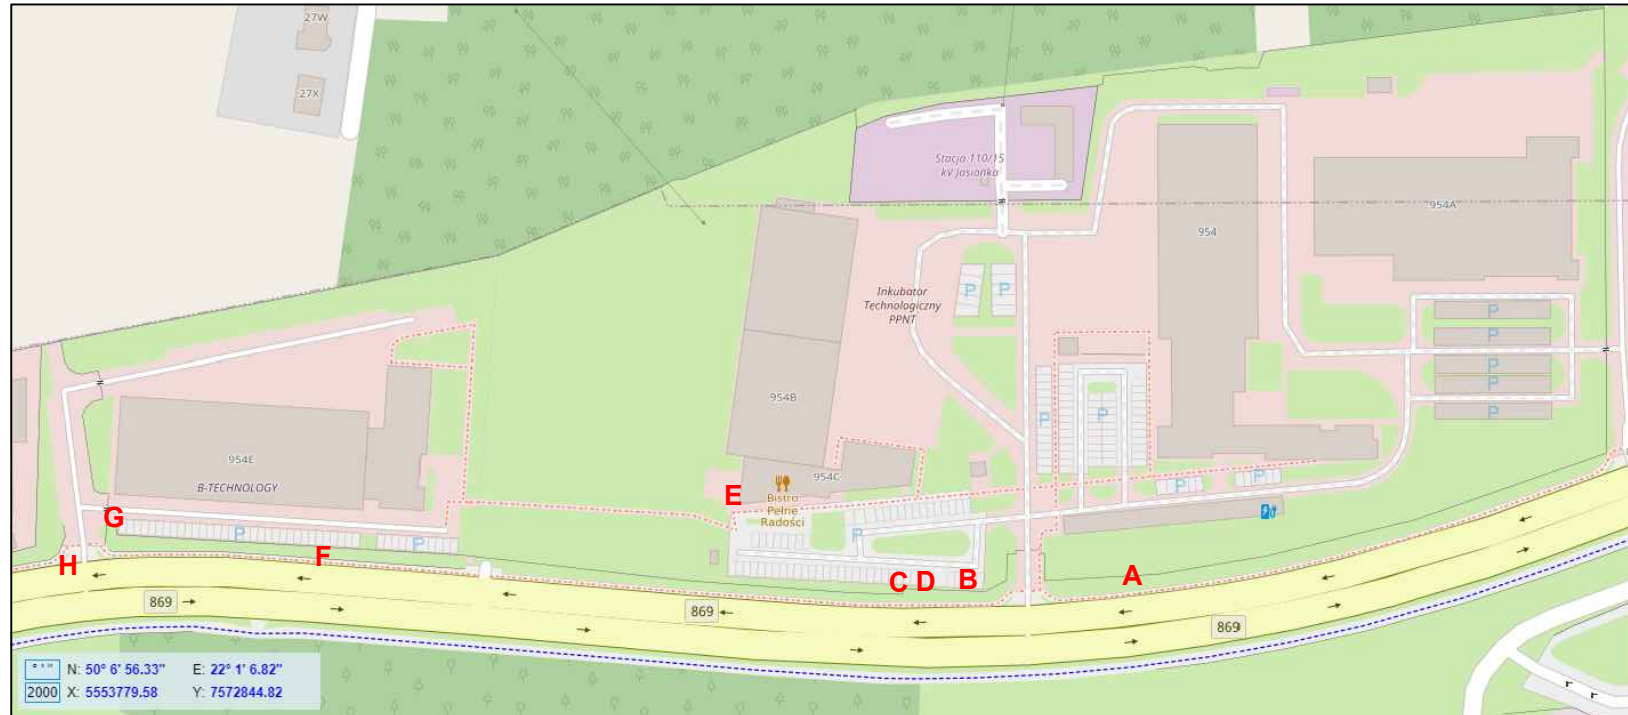 27W
27X
Stacja 110/15
kV Jasionka
954A
954
P
P
Inkubator
Technologiczny
PPNT
P
P
P
P
P
954B
P
P
954E
B-TECHNOLOGY
954C
Bistro
Pełne
Radości
P
P
E
G
P
P
P
F
H
C
D
B
A
869
869
869
° ' "
N: 50° 6' 56.33"
E: 22° 1' 6.82"
2000
X: 5553779.58
Y: 7572844.82